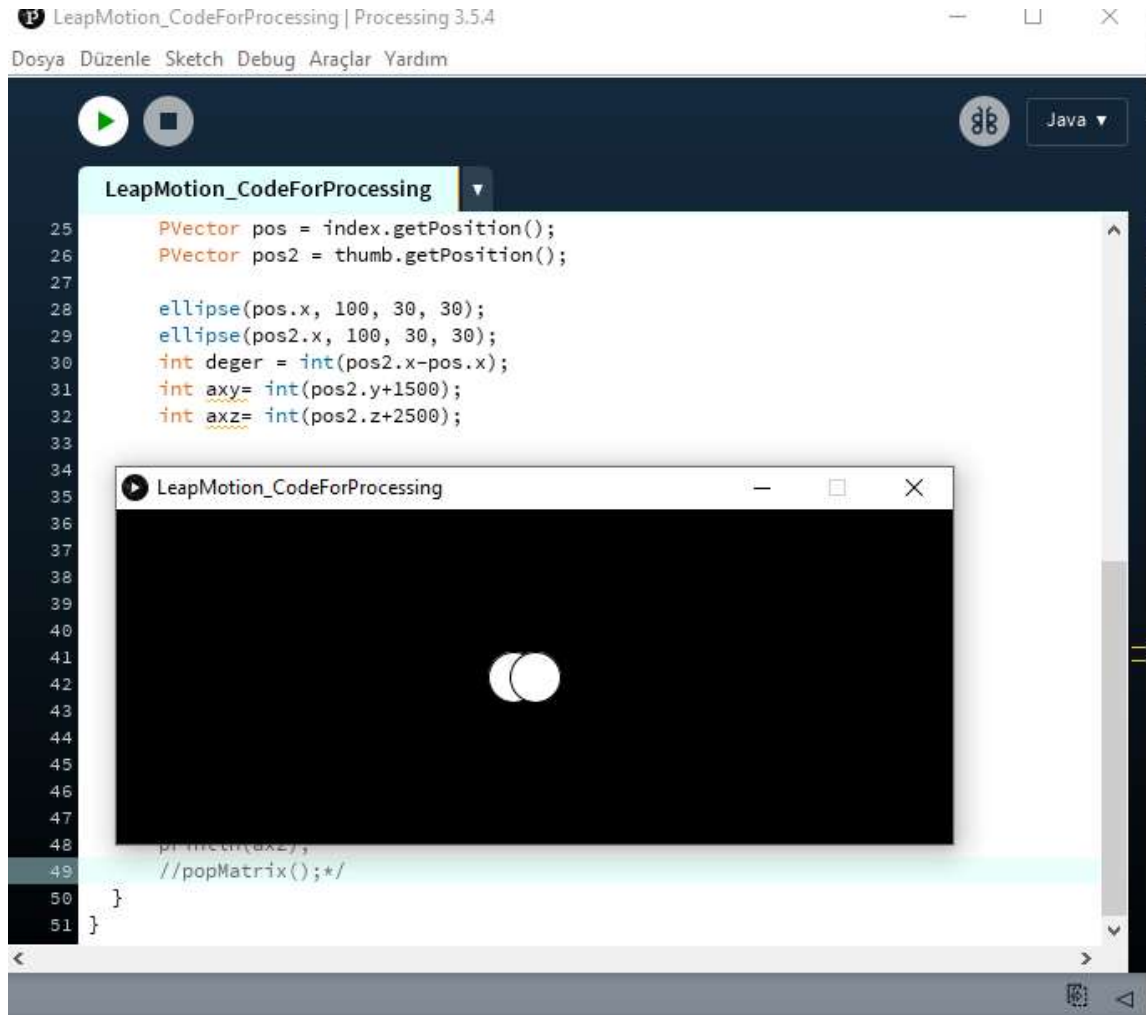 LeapMotion_CodeForProcessing | Processing 3.5.4
Dosya Düzenle Sketch Debug Araçlar Yardım
Java ▼
LeapMotion_CodeForProcessing ▼
25 PVector pos = index.getPosition();
26 PVector pos2 = thumb.getPosition();
27
28 ellipse(pos.x, 100, 30, 30);
29 ellipse(pos2.x, 100, 30, 30);
30 int deger = int(pos2.x-pos.x);
31 int axy= int(pos2.y+1500);
32 int axz= int(pos2.z+2500);
33
34
LeapMotion_CodeForProcessing
35
36
37
38
39
40
41
42
43
44
45
46
47
48 println(axz);
49 //popMatrix();*/
50 }
51 }